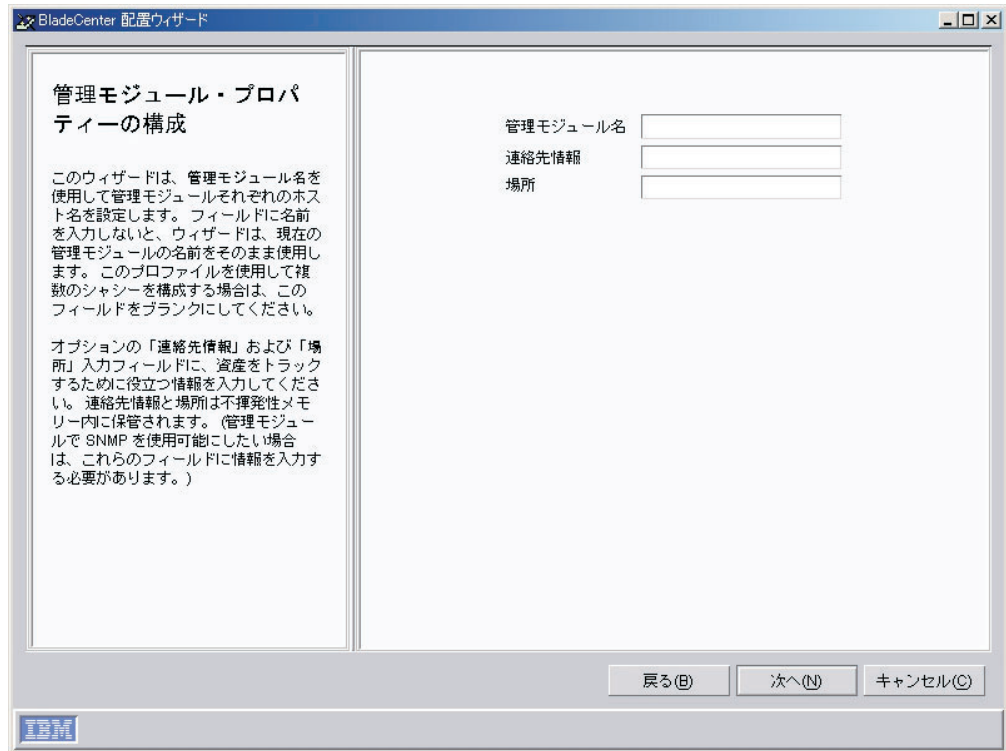 BladeCenter 配置ウィザード
管理モジュール・プロパ
ティーの構成
このウィザードは、管理モジュール名を
使用して管理モジュールそれぞれのホス
ト名を設定します。 フィールドに名前
を入力しないと、ウィザードは、現在の
管理モジュールの名前をそのまま使用し
ます。 このプロファイルを使用して複
数のシャシーを構成する場合は、この
フィールドをブランクにしてください。
オプションの「連絡先情報」および「場
所」入力フィールドに、資産をトラック
するために役立つ情報を入力してくださ
い。 連絡先情報と場所は不揮発性メモ
リー内に保管されます。 (管理モジュー
ルで SNMP を使用可能にしたい場合
は、これらのフィールドに情報を入力す
る必要があります。)
管理モジュール名
連絡先情報
場所
戻る(B)
次へ(N)
キャンセル(C)
IBM